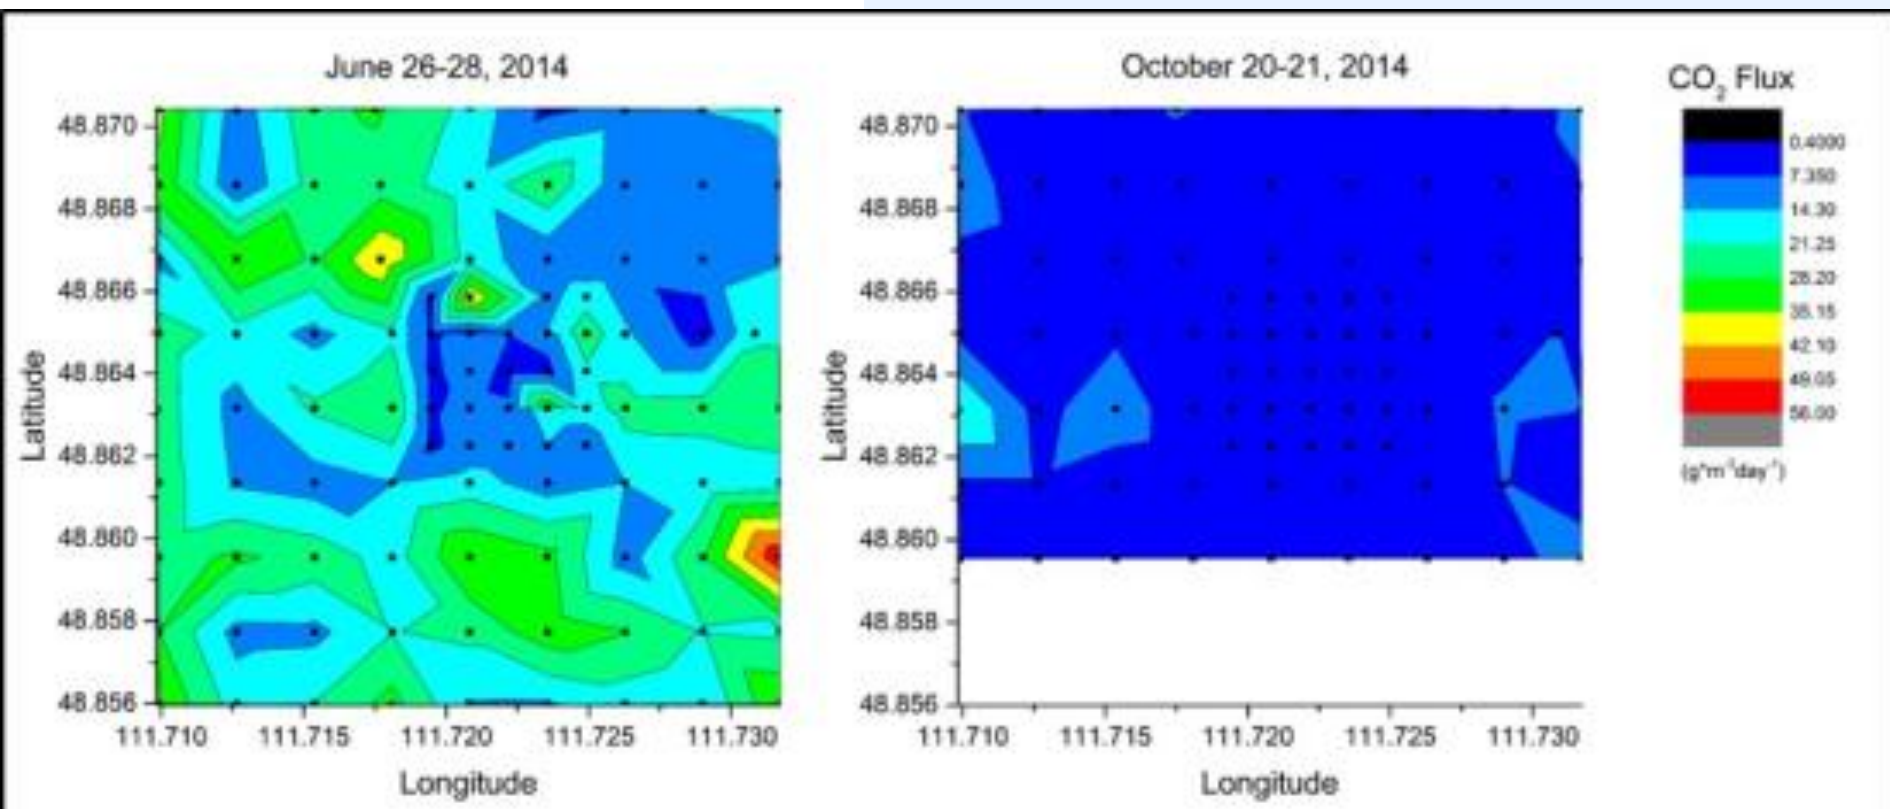 June 26-28, 2014
48.870
48.868
48.866
48.864
48.862
48.860
48.858
48.856
Latitude
111.710 111.715 111.720 111.725 111.730
Longitude
October 20-21, 2014
48.870
48.868
48.866
48.864
48.862
48.860
48.858
48.856
Latitude
111.710 111.715 111.720 111.725 111.730
Longitude
CO₂ Flux
0.4000
7.350
14.30
21.25
28.20
35.15
42.10
49.05
56.00
(g*m⁻²day⁻¹)